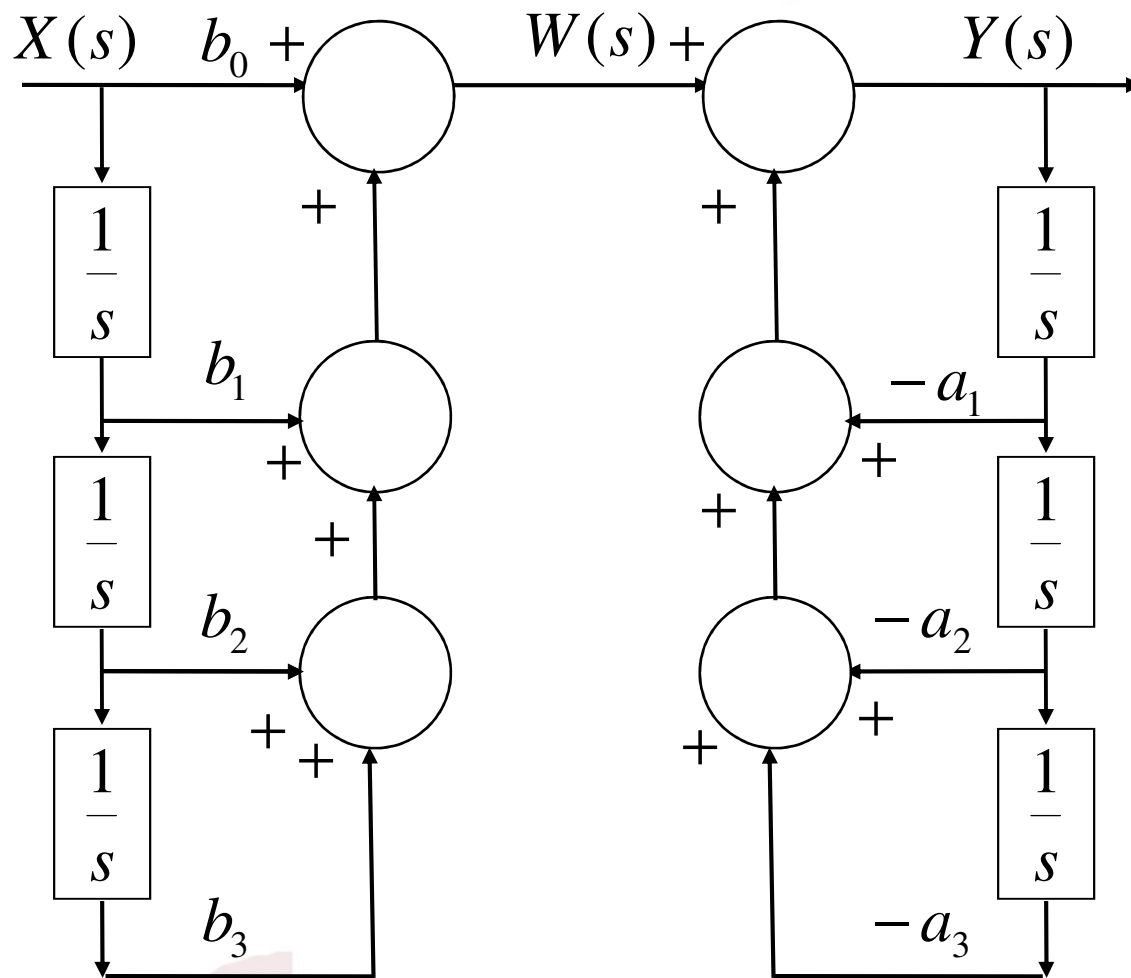 X(s) b₀ + W(s) + Y(s)
+ +
1/s 1/s
b₁ −a₁
+ +
+ +
1/s 1/s
b₂ −a₂
+ + + +
1/s 1/s
b₃ −a₃